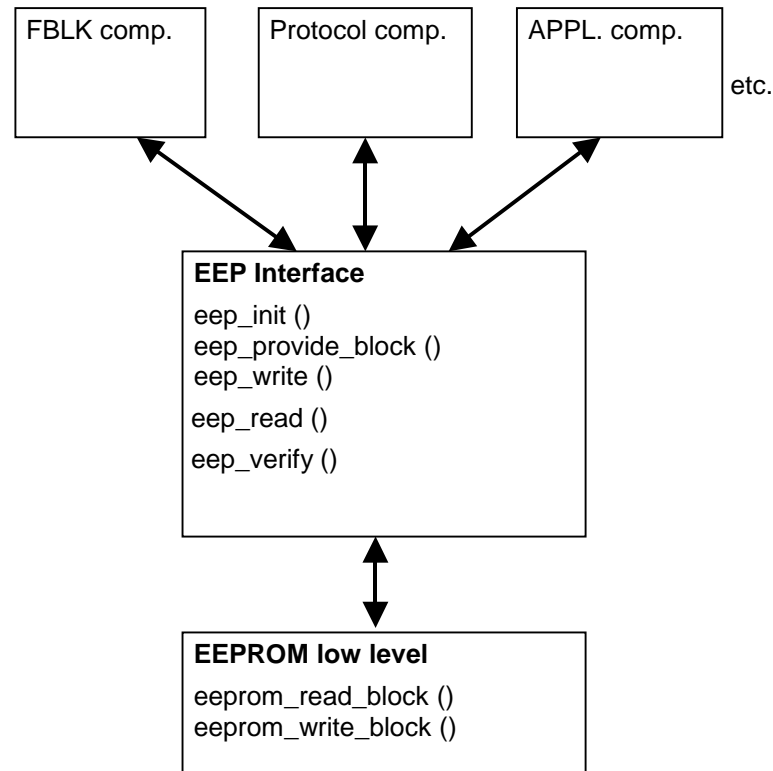 FBLK comp.
Protocol comp.
APPL. comp.
etc.
EEP Interface
eep_init ()
eep_provide_block ()
eep_write ()
eep_read ()
eep_verify ()
EEPROM low level
eeprom_read_block ()
eeprom_write_block ()